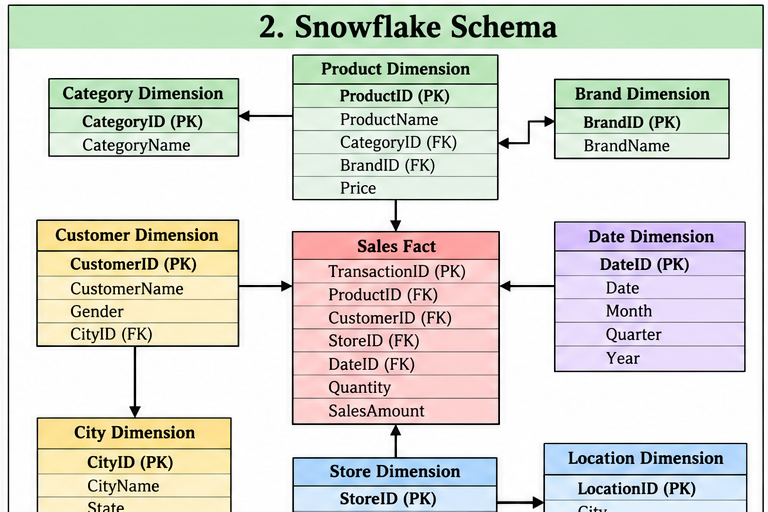 2. Snowflake Schema
Product Dimension
ProductID (PK)
ProductName
CategoryID (FK)
BrandID (FK)
Price
Category Dimension
CategoryID (PK)
CategoryName
Brand Dimension
BrandID (PK)
BrandName
Customer Dimension
CustomerID (PK)
CustomerName
Gender
CityID (FK)
Sales Fact
TransactionID (PK)
ProductID (FK)
CustomerID (FK)
StoreID (FK)
DateID (FK)
Quantity
SalesAmount
Date Dimension
DateID (PK)
Date
Month
Quarter
Year
City Dimension
CityID (PK)
CityName
State
Store Dimension
StoreID (PK)
Location Dimension
LocationID (PK)
City